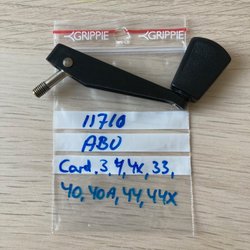 GRIPPIE GRIPPIE
11710
ABU
Card. 3, 4, 4X, 33,
40, 40A, 44, 44X